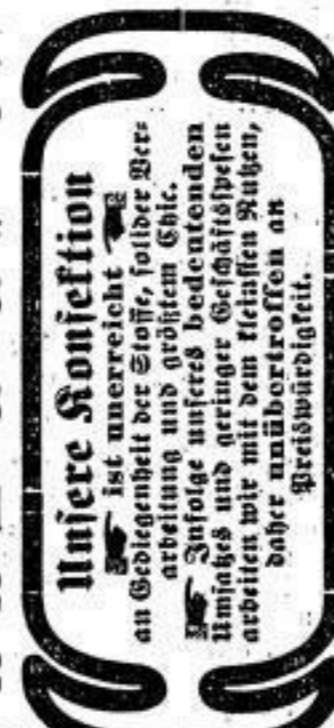 Unsere Konfektion
☛ ist unerreicht ☚
an Gediegenheit der Stoffe, solider Ver-
arbeitung und größtem Chic.
☛ Infolge unseres bedeutenden
Umsatzes und geringer Geschäftsspesen
arbeiten wir mit dem kleinsten Nutzen,
daher unübertroffen an
Preiswürdigkeit.